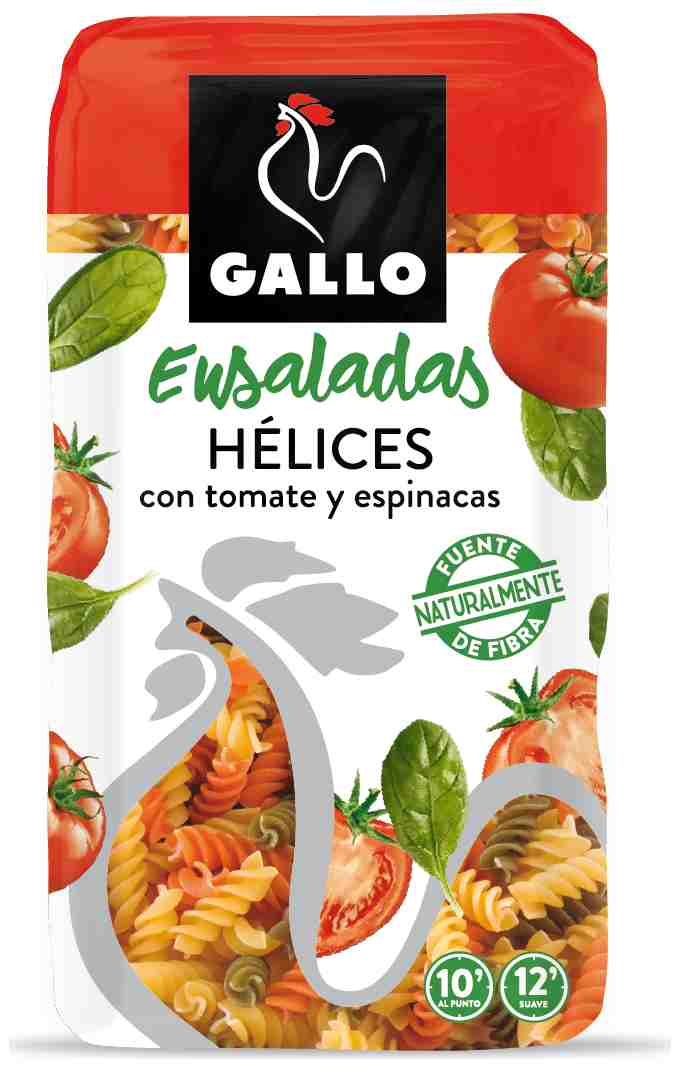 GALLO
Ensaladas
HÉLICES
con tomate y espinacas
FUENTE
NATURALMENTE
DE FIBRA
10' 12'
AL PUNTO SUAVE